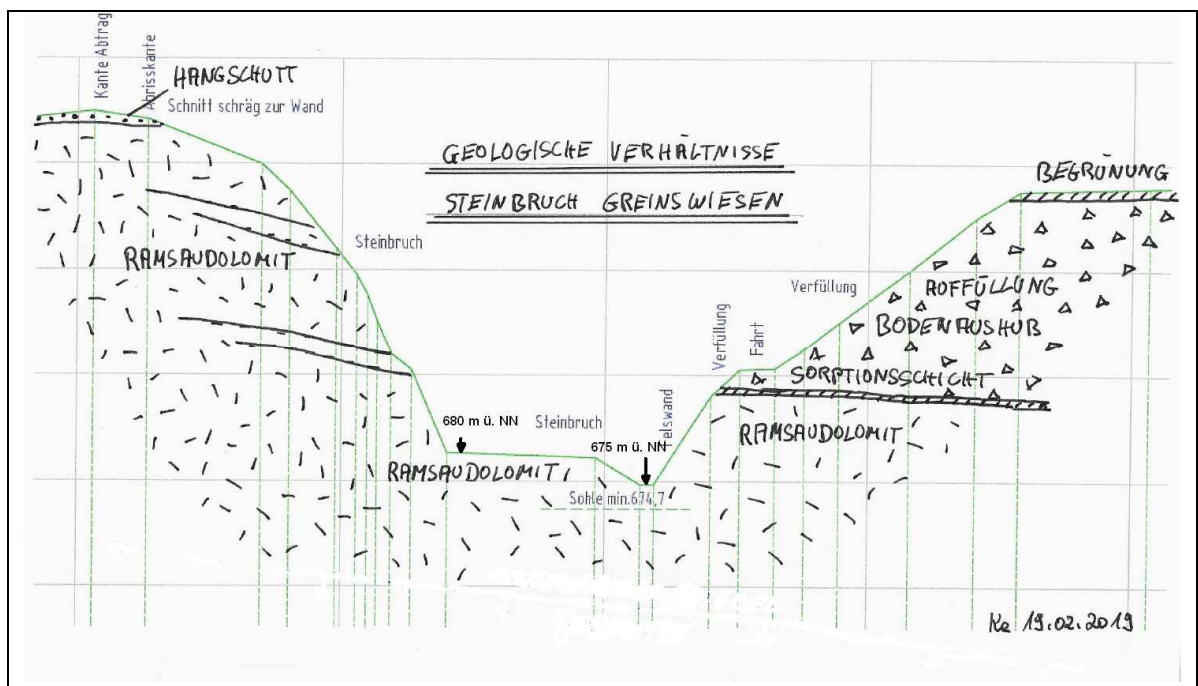 Kante Abtrag
Abrisskante
HANGSCHUTT
Schnitt schräg zur Wand
GEOLOGISCHE VERHÄLTNISSE
STEINBRUCH GREINSWIESEN
BEGRÜNUNG
Steinbruch
RAMSAUDOLOMIT
Verfüllung
AUFFÜLLUNG
BODENAUSHUB
SORPTIONSSCHICHT
Verfüllung
Fahrt
680 m ü. NN
Steinbruch
Felswand
675 m ü. NN
RAMSAUDOLOMIT
RAMSAUDOLOMIT
Sohle min.674,7
Ke 19.02.2019